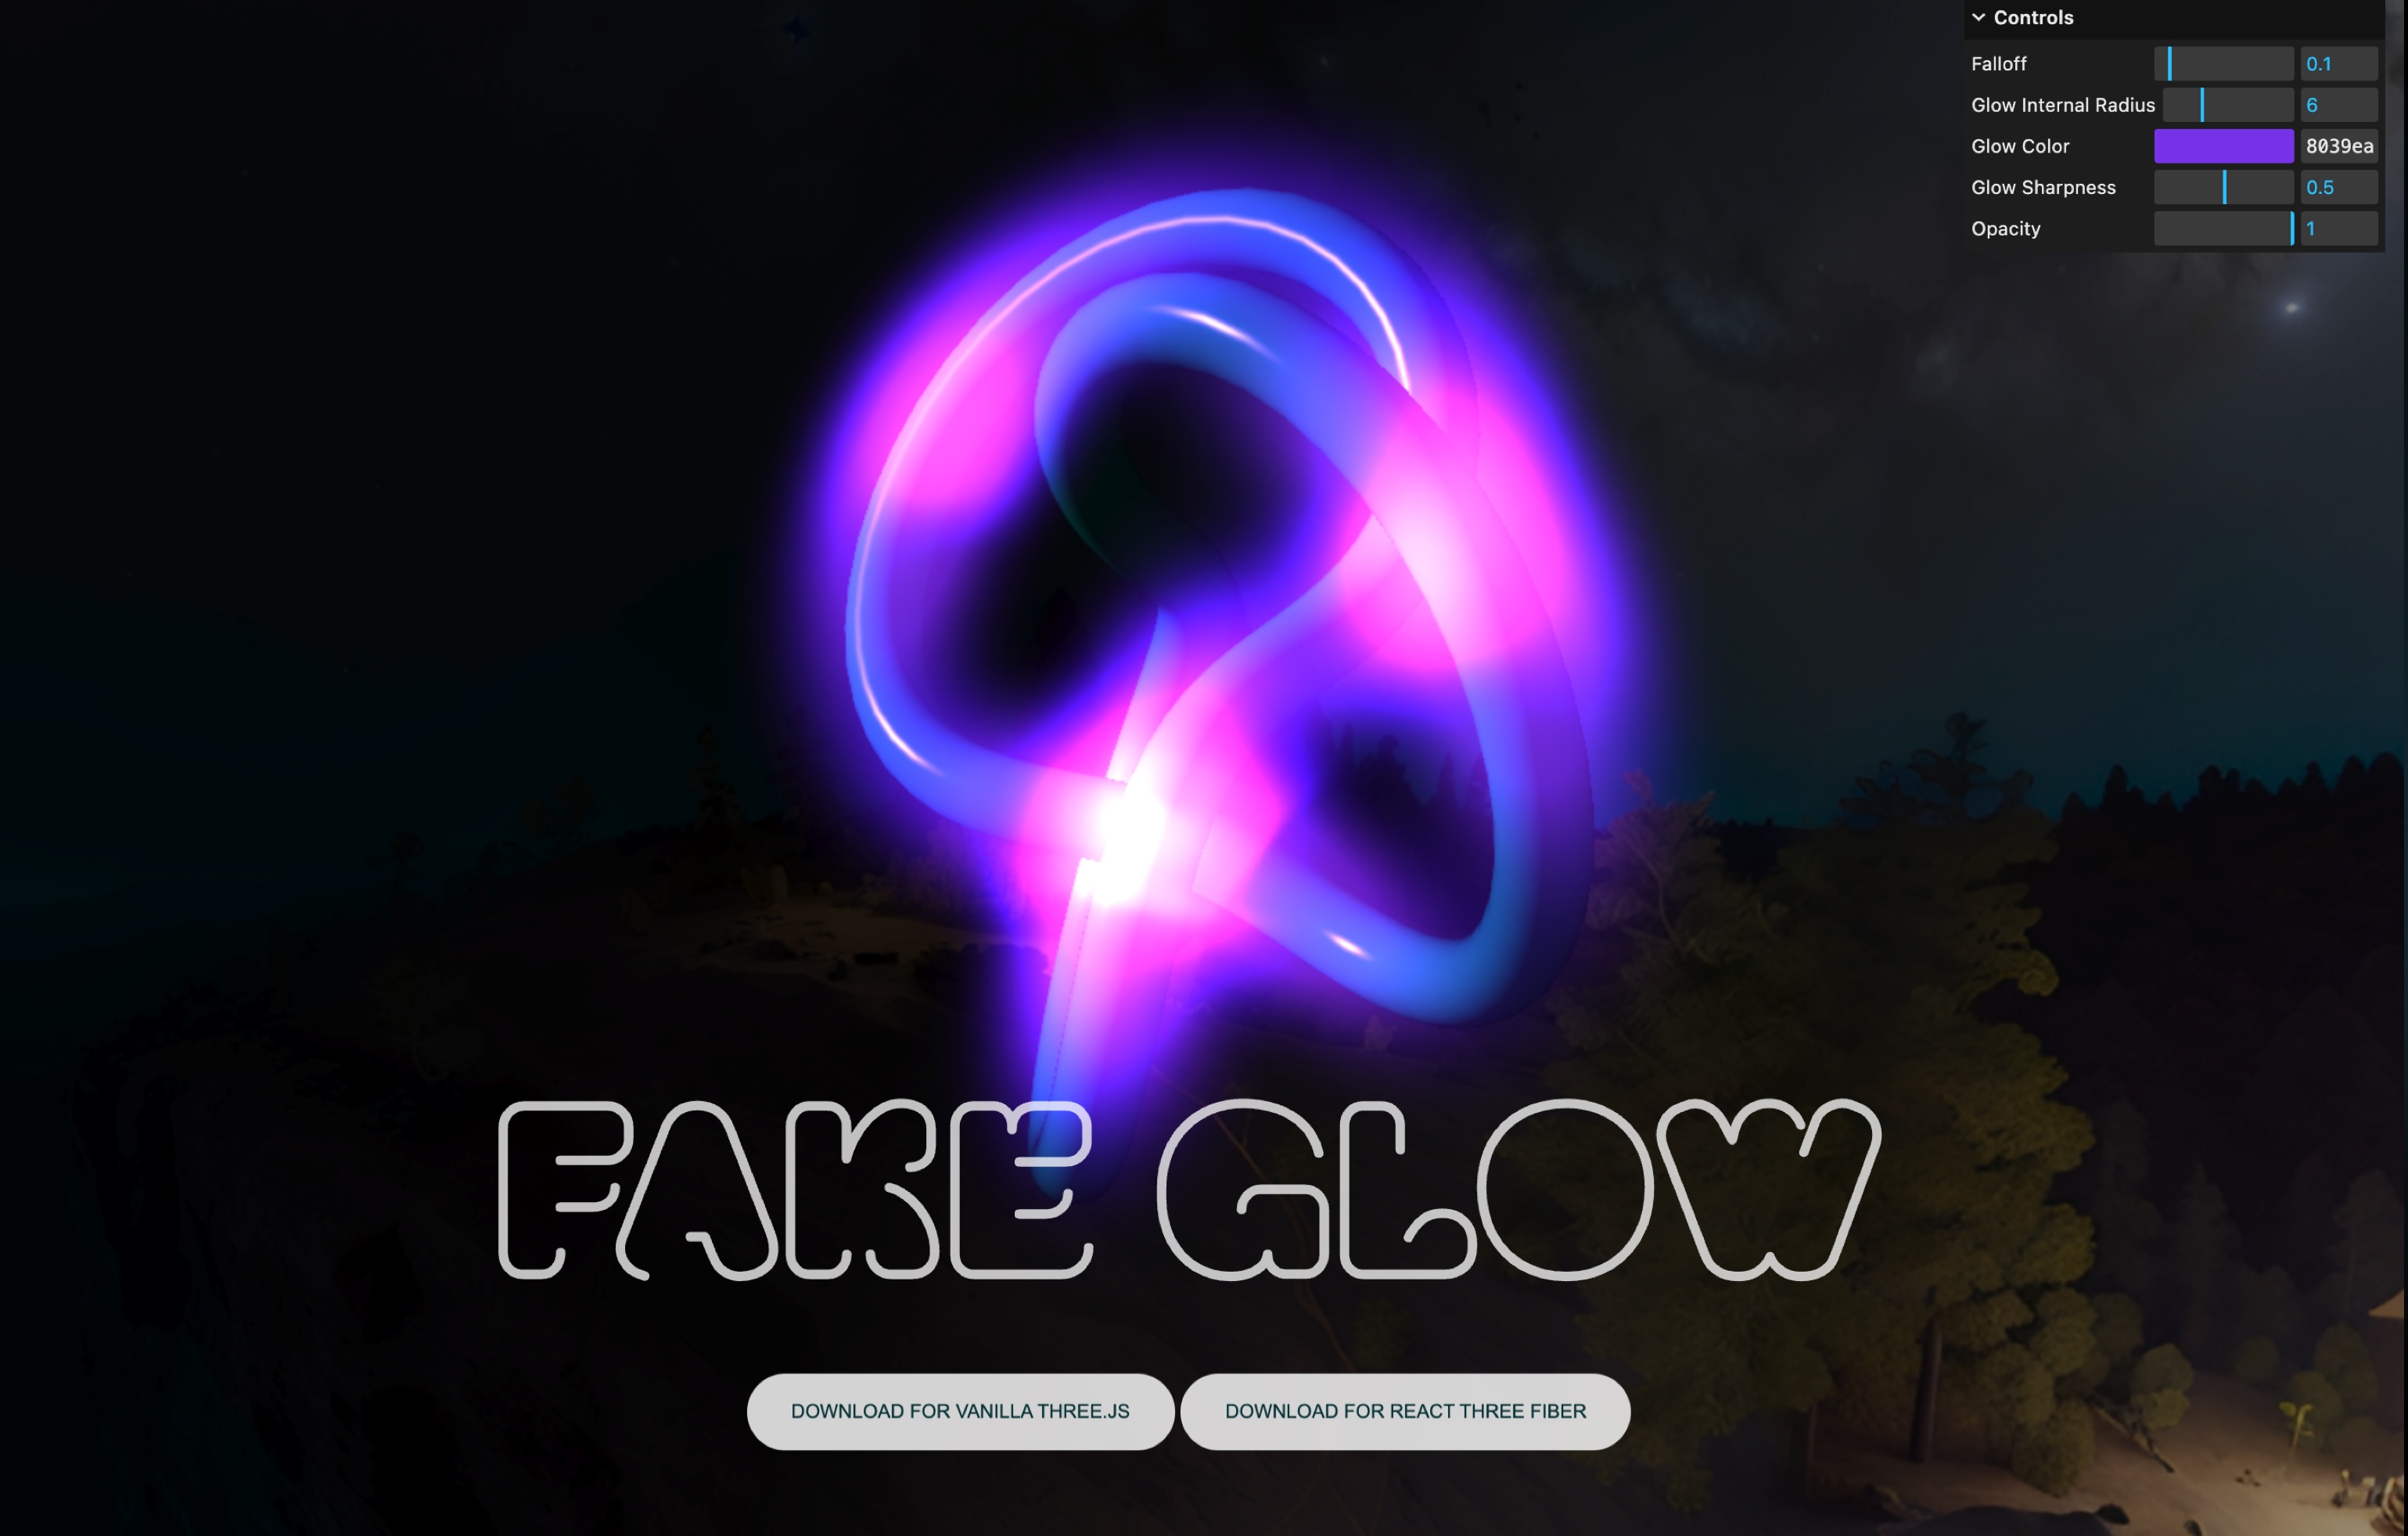 Controls
Falloff 0.1
Glow Internal Radius 6
Glow Color 8039ea
Glow Sharpness 0.5
Opacity 1
FAKE GLOW
DOWNLOAD FOR VANILLA THREE.JS DOWNLOAD FOR REACT THREE FIBER